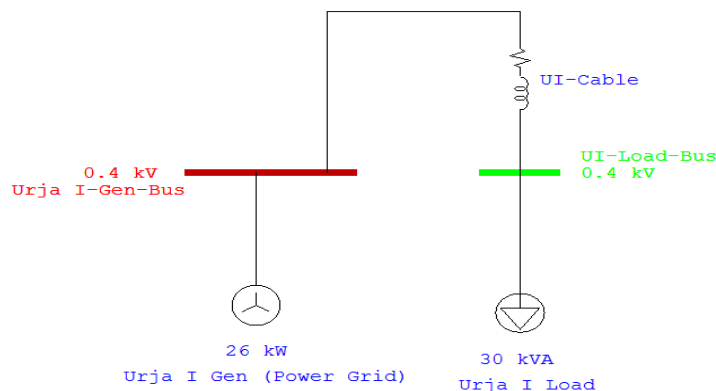 UI-Cable
UI-Load-Bus
0.4 kV
0.4 kV
Urja I-Gen-Bus
26 kW
Urja I Gen (Power Grid)
30 kVA
Urja I Load